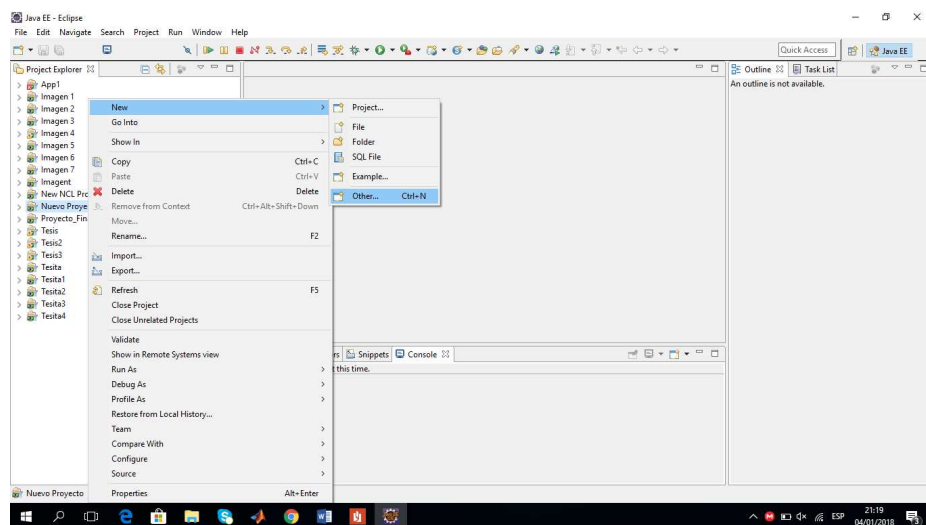 Java EE - Eclipse
File Edit Navigate Search Project Run Window Help
Quick Access
Java EE
Project Explorer
App1
Imagen 1
Imagen 2
Imagen 3
Imagen 4
Imagen 5
Imagen 6
Imagen 7
Imagent
New NCL Prc
Nuevo Proye
Proyecto_Fin
Tesis
Tesis2
Tesis3
Tesita
Tesita1
Tesita2
Tesita3
Tesita4
New
Go Into
Show In
Copy Ctrl+C
Paste Ctrl+V
Delete Delete
Remove from Context Ctrl+Alt+Shift+Down
Move...
Rename... F2
Import...
Export...
Refresh F5
Close Project
Close Unrelated Projects
Validate
Show in Remote Systems view
Run As
Debug As
Profile As
Restore from Local History...
Team
Compare With
Configure
Source
Properties Alt+Enter
Project...
File
Folder
SQL File
Example...
Other... Ctrl+N
Outline Task List
An outline is not available.
rs Snippets Console
t this time.
Nuevo Proyecto
ESP
21:19
04/01/2018